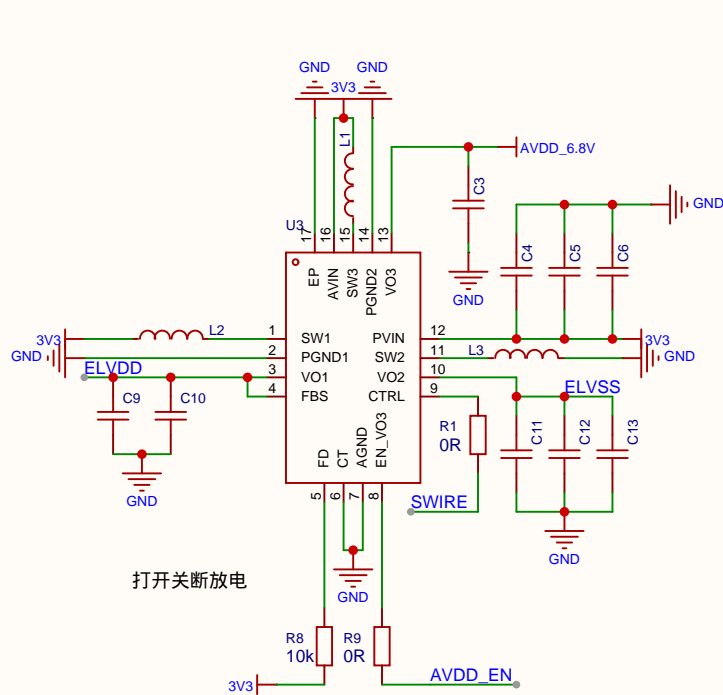 GND GND
3V3
L1
AVDD_6.8V
C3
GND
C4 C5 C6
U3
17 16 15 14 13
EP AVIN SW3 PGND2 VO3
GND
3V3
L2
1 SW1
PVIN 12
3V3
GND
2 PGND1
SW2 11
L3
GND
ELVDD
3 VO1
VO2 10
ELVSS
4 FBS
CTRL 9
C9 C10
R1
0R
C11 C12 C13
GND
FD CT AGND EN_VO3
5 6 7 8
SWIRE
GND
打开关断放电
GND
R8
10k
R9
0R
3V3
AVDD_EN